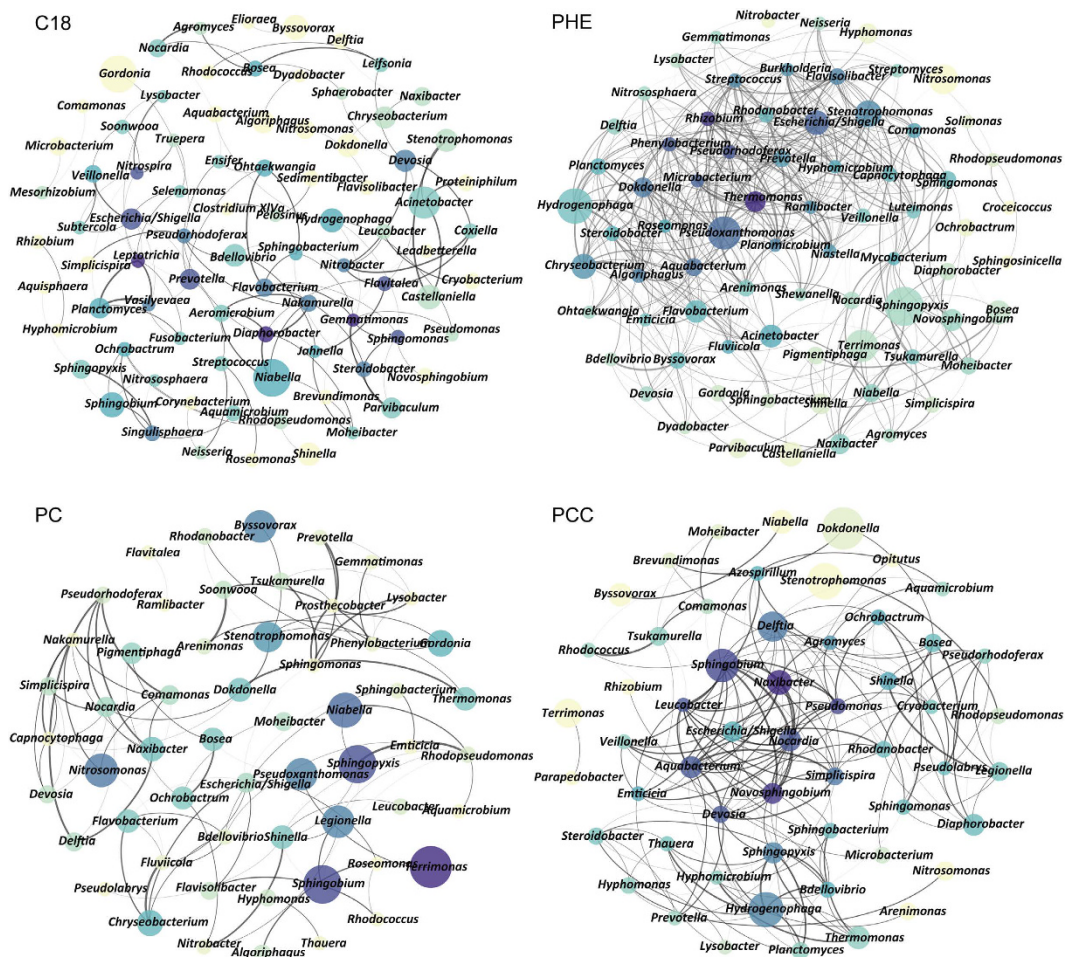 C18
Elioraea
Agromyces
Byssovorax
Nocardia
Delftia
Bosea
Leifsonia
Gordonia
Rhodococcus
Dyadobacter
Lysobacter
Sphaerobacter
Naxibacter
Comamonas
Aquabacterium
Chryseobacterium
Algoriphagus
Soonwooa
Nitrosomonas
Stenotrophomonas
Microbacterium
Truepera
Dokdonella
Nitrospira
Ensifer
Ohtaekwangia
Devosia
Veillonella
Sedimentibacter
Proteiniphilum
Mesorhizobium
Selenomonas
Flavisolibacter
Acinetobacter
Clostridium XlVa
Escherichia/Shigella
Pelosinus
Hydrogenophaga
Subtercola
Pseudorhodoferax
Leucobacter
Coxiella
Rhizobium
Sphingobacterium
Leadbetterella
Leptotrichia
Bdellovibrio
Simplicispira
Nitrobacter
Prevotella
Flavobacterium
Flavitalea
Cryobacterium
Aquisphaera
Planctomyces
Vasilyevaea
Nakamurella
Castellaniella
Aeromicrobium
Gemmatimonas
Hyphomicrobium
Diaphorobacter
Pseudomonas
Fusobacterium
Sphingomonas
Ochrobactrum
Jahnella
Streptococcus
Sphingopyxis
Nitrososphaera
Niabella
Steroidobacter
Novosphingobium
Corynebacterium
Brevundimonas
Sphingobium
Aquamicrobium
Parvibaculum
Rhodopseudomonas
Singulisphaera
Moheibacter
Neisseria
Roseomonas
Shinella
PHE
Nitrobacter
Neisseria
Gemmatimonas
Hyphomonas
Lysobacter
Burkholderia
Streptococcus
Flavisolibacter
Streptomyces
Nitrososphaera
Nitrosomonas
Rhodanobacter
Stenotrophomonas
Rhizobium
Escherichia/Shigella
Delftia
Comamonas
Solimonas
Phenylobacterium
Pseudorhodoferax
Prevotella
Planctomyces
Hyphomicrobium
Rhodopseudomonas
Microbacterium
Capnocytophaga
Dokdonella
Sphingomonas
Thermomonas
Hydrogenophaga
Ramlibacter
Luteimonas
Croceicoccus
Roseomonas
Veillonella
Steroidobacter
Pseudoxanthomonas
Ochrobactrum
Planomicrobium
Niastella
Mycobacterium
Chryseobacterium
Aquabacterium
Sphingosinicella
Algoriphagus
Diaphorobacter
Arenimonas
Shewanella
Nocardia
Ohtaekwangia
Flavobacterium
Sphingopyxis
Bosea
Emticicia
Novosphingobium
Acinetobacter
Fluviicola
Terrimonas
Pigmentiphaga
Tsukamurella
Bdellovibrio
Byssovorax
Moheibacter
Devosia
Gordonia
Niabella
Sphingobacterium
Shinella
Simplicispira
Dyadobacter
Agromyces
Parvibaculum
Naxibacter
Castellaniella
PC
Byssovorax
Rhodanobacter
Prevotella
Flavitalea
Gemmatimonas
Tsukamurella
Soonwooa
Pseudorhodoferax
Lysobacter
Ramlibacter
Prosthecobacter
Nakamurella
Stenotrophomonas
Arenimonas
Phenylobacterium
Gordonia
Pigmentiphaga
Sphingomonas
Simplicispira
Comamonas
Dokdonella
Sphingobacterium
Thermomonas
Nocardia
Niabella
Moheibacter
Bosea
Capnocytophaga
Naxibacter
Emticicia
Rhodopseudomonas
Nitrosomonas
Sphingopyxis
Pseudoxanthomonas
Escherichia/Shigella
Devosia
Ochrobactrum
Leucobacter
Aquamicrobium
Flavobacterium
Legionella
Delftia
Bdellovibrio
Shinella
Fluviicola
Roseomonas
Terrimonas
Pseudolabrys
Flavisolibacter
Sphingobium
Hyphomonas
Chryseobacterium
Rhodococcus
Nitrobacter
Thauera
Algoriphagus
PCC
Niabella
Moheibacter
Dokdonella
Brevundimonas
Opitutus
Azospirillum
Byssovorax
Stenotrophomonas
Aquamicrobium
Comamonas
Ochrobactrum
Delftia
Tsukamurella
Agromyces
Bosea
Rhodococcus
Pseudorhodoferax
Sphingobium
Naxibacter
Shinella
Rhizobium
Leucobacter
Pseudomonas
Cryobacterium
Terrimonas
Rhodopseudomonas
Escherichia/Shigella
Veillonella
Nocardia
Rhodanobacter
Aquabacterium
Pseudolabrys
Legionella
Parapedobacter
Simplicispira
Emticicia
Novosphingobium
Sphingomonas
Devosia
Diaphorobacter
Sphingobacterium
Steroidobacter
Thauera
Sphingopyxis
Microbacterium
Hyphomonas
Hyphomicrobium
Nitrosomonas
Bdellovibrio
Prevotella
Hydrogenophaga
Arenimonas
Thermomonas
Lysobacter
Planctomyces